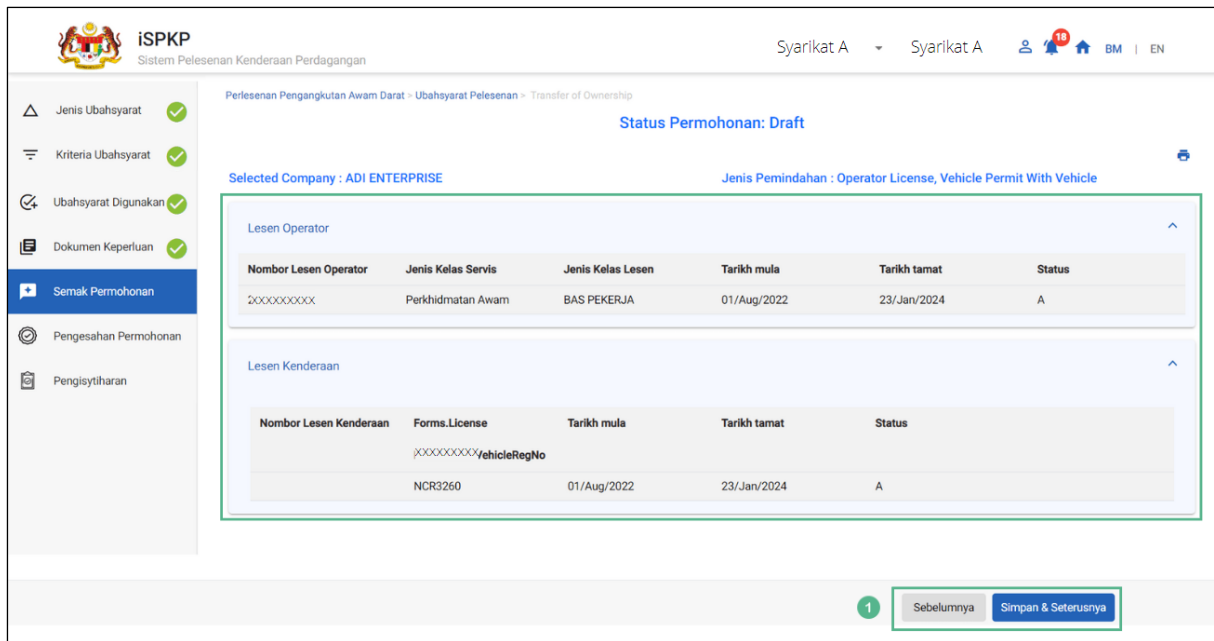 iSPKP
Sistem Pelesenan Kenderaan Perdagangan
Syarikat A Syarikat A 18 BM | EN
Perlesenan Pengangkutan Awam Darat > Ubahsyarat Pelesenan > Transfer of Ownership
Status Permohonan: Draft
Jenis Ubahsyarat
Kriteria Ubahsyarat
Ubahsyarat Digunakan
Dokumen Keperluan
Semak Permohonan
Pengesahan Permohonan
Pengisytiharan
Selected Company : ADI ENTERPRISE Jenis Pemindahan : Operator License, Vehicle Permit With Vehicle
Lesen Operator
Nombor Lesen Operator Jenis Kelas Servis Jenis Kelas Lesen Tarikh mula Tarikh tamat Status
XXXXXXXXX Perkhidmatan Awam BAS PEKERJA 01/Aug/2022 23/Jan/2024 A
Lesen Kenderaan
Nombor Lesen Kenderaan Forms.License Tarikh mula Tarikh tamat Status
XXXXXXXXX VehicleRegNo
NCR3260 01/Aug/2022 23/Jan/2024 A
1 Sebelumnya Simpan & Seterusnya